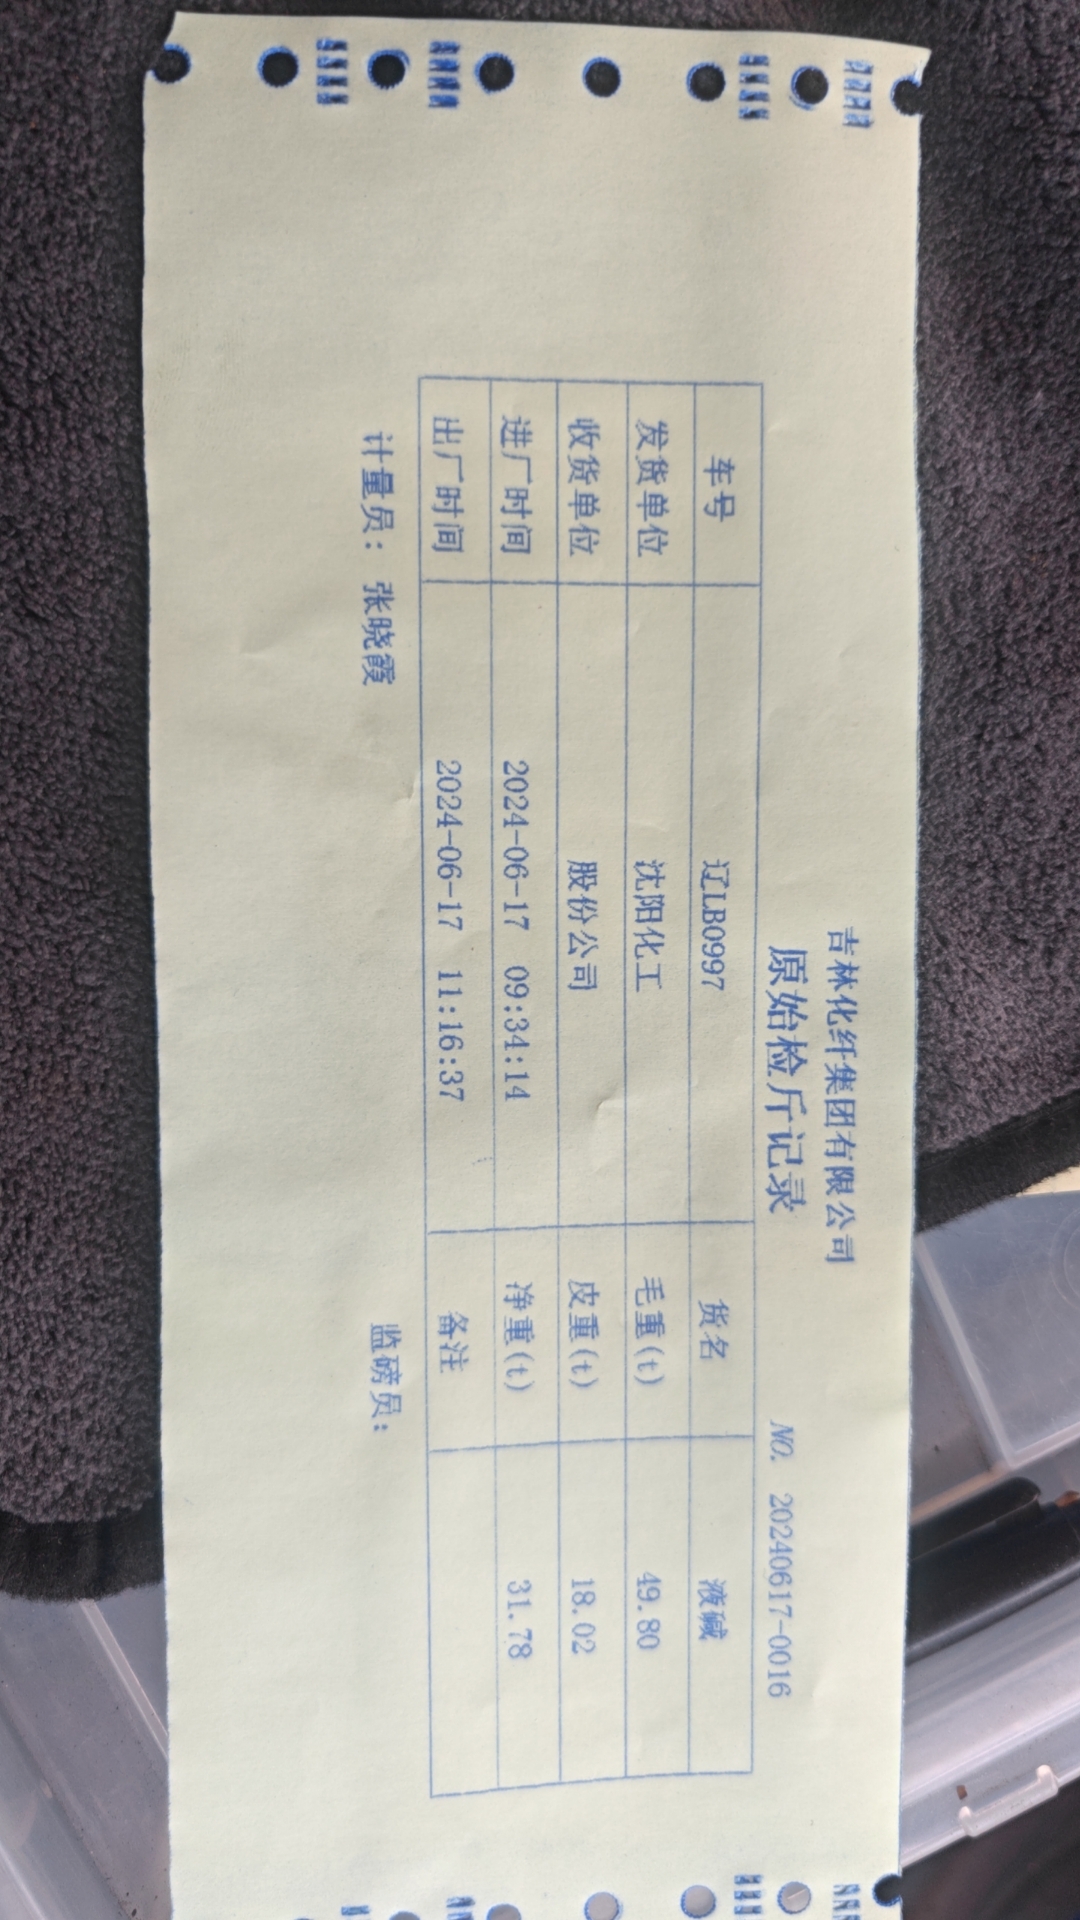 吉林化纤集团有限公司
原始检斤记录
NO. 20240617-0016
车号 辽LB0997 货名 液碱
发货单位 沈阳化工 毛重(t) 49.80
收货单位 股份公司 皮重(t) 18.02
进厂时间 2024-06-17 09:34:14 净重(t) 31.78
出厂时间 2024-06-17 11:16:37 备注
计量员：张晓霞 监磅员：